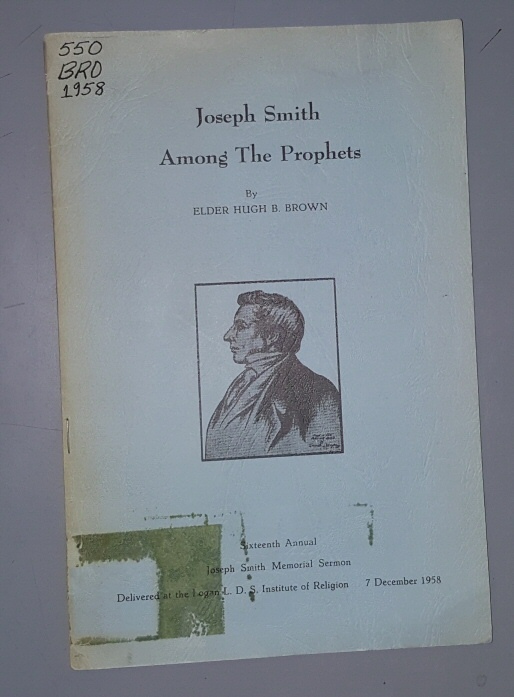 550
BRO
1958
Joseph Smith
Among The Prophets
By
ELDER HUGH B. BROWN
Sixteenth Annual
Joseph Smith Memorial Sermon
Delivered at the Logan L. D. S. Institute of Religion 7 December 1958